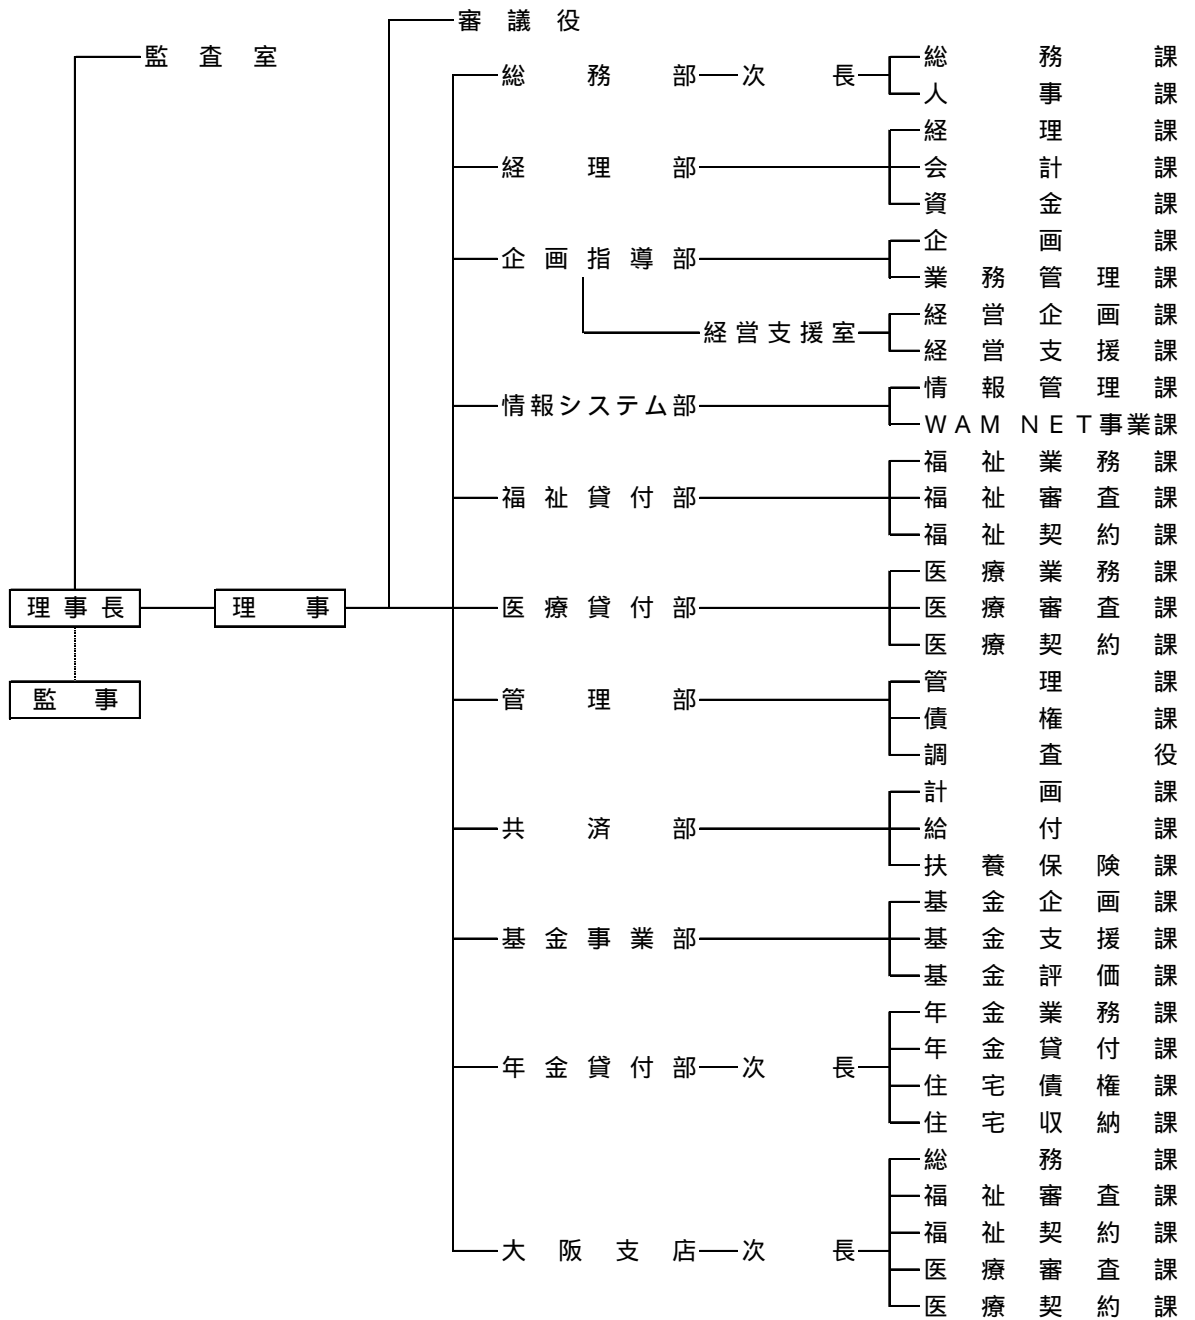 審議役
監査室
総務部 次長
総務課
人事課
経理部
経理課
会計課
資金課
企画指導部
企画課
業務管理課
経営支援室
経営企画課
経営支援課
情報システム部
情報管理課
WAM NET事業課
福祉貸付部
福祉業務課
福祉審査課
福祉契約課
理事長
理事
医療貸付部
医療業務課
医療審査課
医療契約課
監事
管理部
管理課
債権課
調査役
共済部
計画課
給付課
扶養保険課
基金事業部
基金企画課
基金支援課
基金評価課
年金貸付部 次長
年金業務課
年金貸付課
住宅債権課
住宅収納課
大阪支店 次長
総務課
福祉審査課
福祉契約課
医療審査課
医療契約課